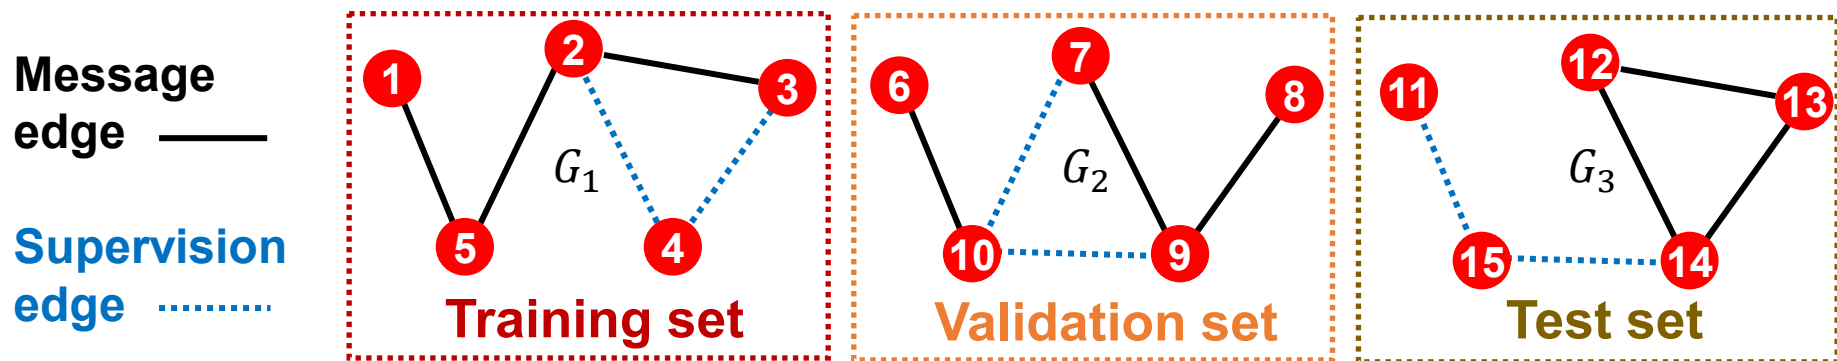 Message
edge
Supervision
edge
1
2
3
G₁
5
4
Training set
6
7
8
G₂
10
9
Validation set
11
12
13
G₃
15
14
Test set